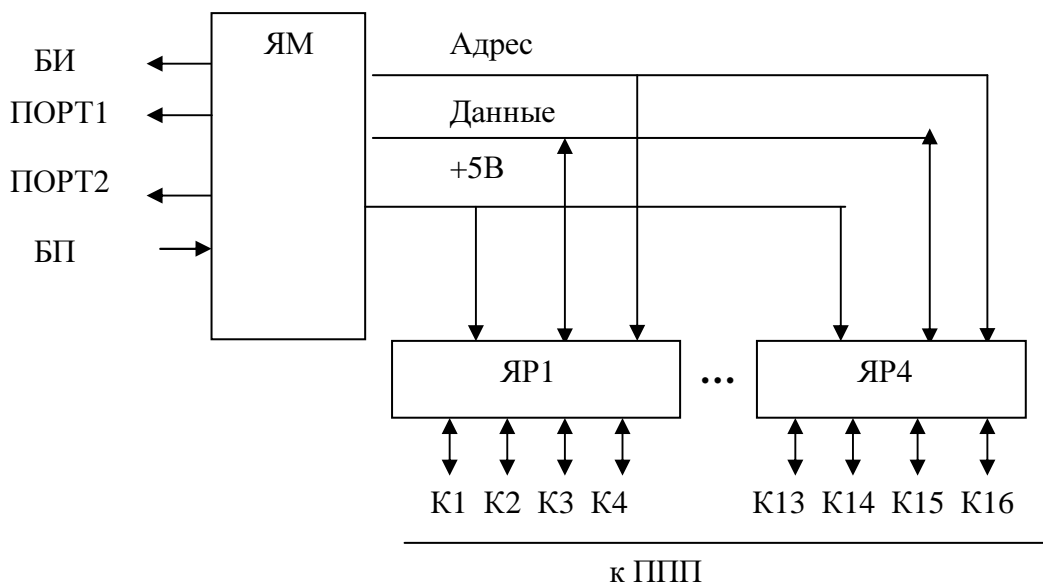 ЯМ
Адрес
БИ
ПОРТ1
Данные
+5В
ПОРТ2
БП
ЯР1
...
ЯР4
К1 К2 К3 К4 К13 К14 К15 К16
к ППП